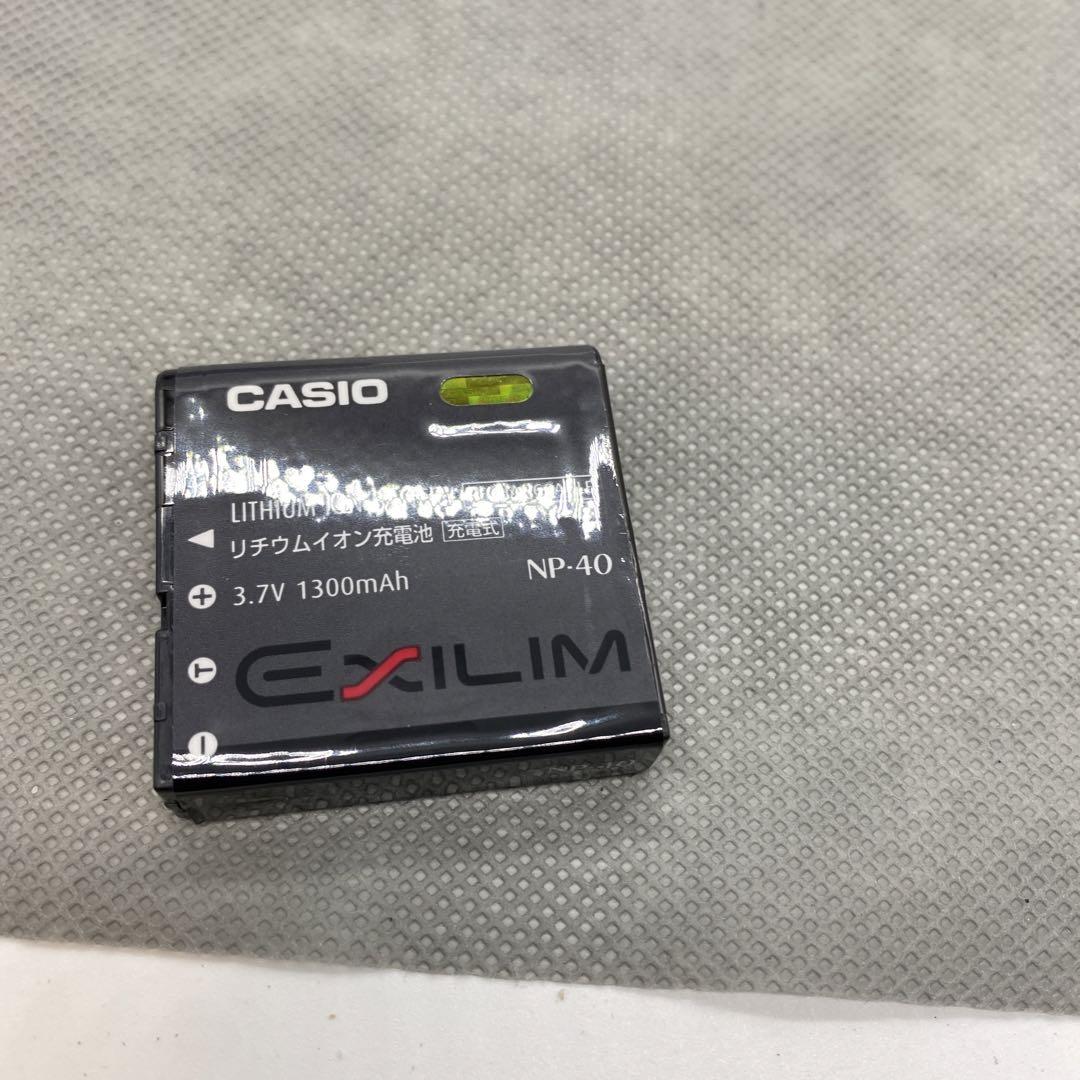 CASIO
LITHIUM ION
リチウムイオン充電池 充電式
NP-40
3.7V 1300mAh
EXILIM